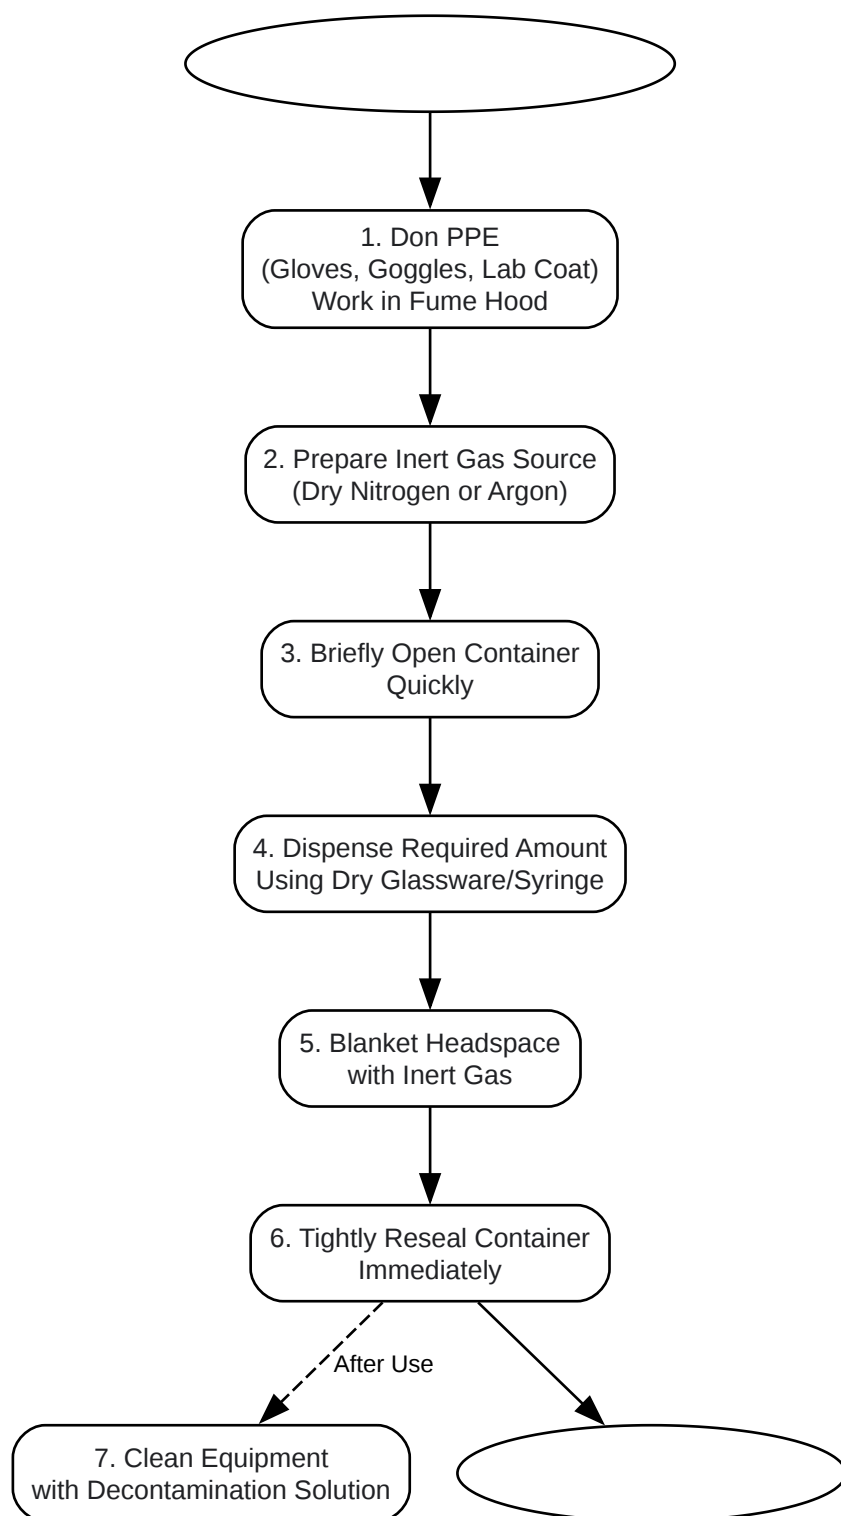 1. Don PPE
(Gloves, Goggles, Lab Coat)
Work in Fume Hood
2. Prepare Inert Gas Source
(Dry Nitrogen or Argon)
3. Briefly Open Container
Quickly
4. Dispense Required Amount
Using Dry Glassware/Syringe
5. Blanket Headspace
with Inert Gas
6. Tightly Reseal Container
Immediately
After Use
7. Clean Equipment
with Decontamination Solution